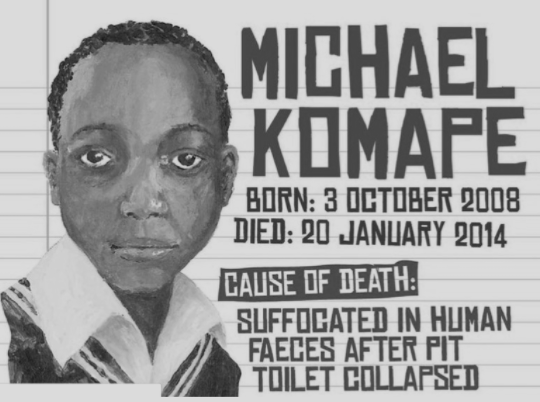 MICHAEL
KOMAPE
BORN: 3 OCTOBER 2008
DIED: 20 JANUARY 2014
CAUSE OF DEATH:
SUFFOCATED IN HUMAN
FAECES AFTER PIT
TOILET COLLAPSED